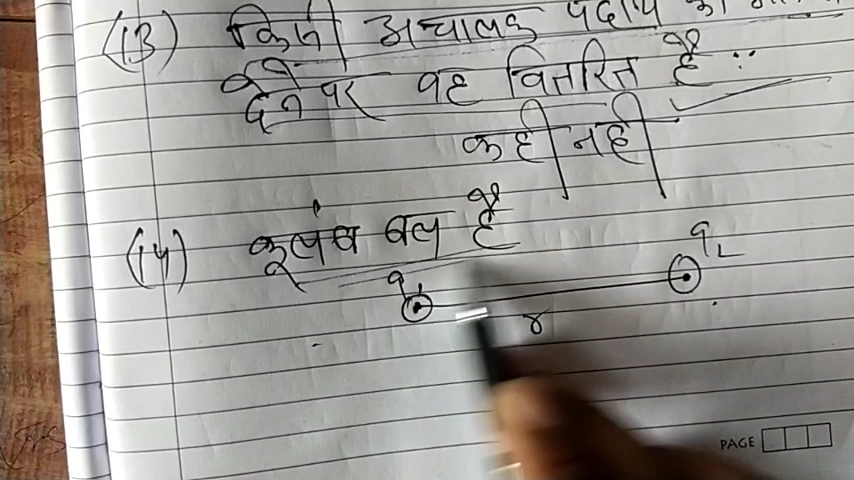 (13) किसी अचालक पदार्थ को
देने पर वह वितरित है :
कही नही
(14) कूलंब बल है
q₁ q₂
r
PAGE